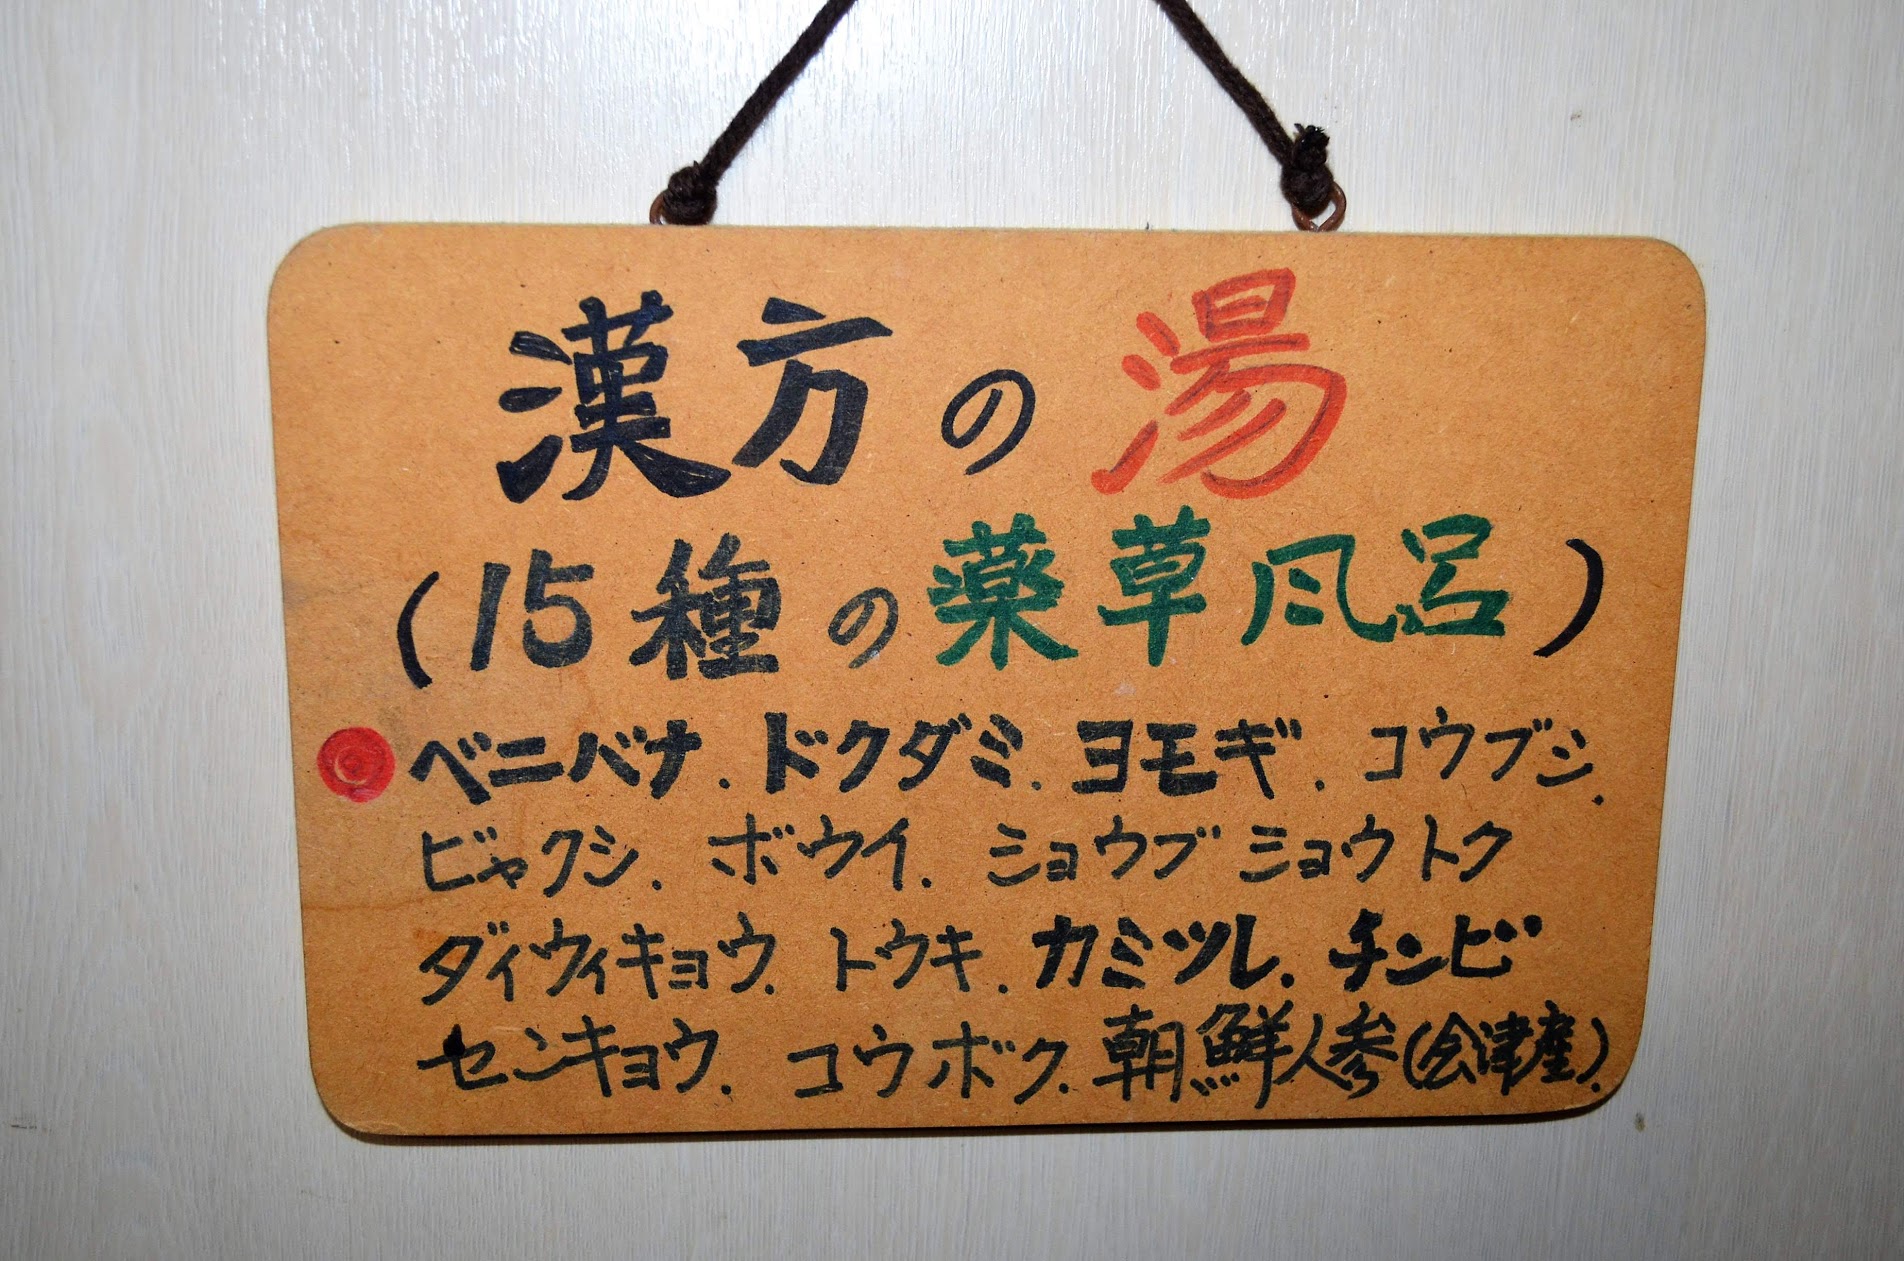 漢方の湯
(15種の薬草風呂)
ベニバナ.ドクダミ.ヨモギ.コウブシ.
ビャクシ.ボウイ.ショウブ ショウトク
ダイウィキョウ.トウキ.カミツレ.チンピ
センキョウ.コウボク.朝鮮人参(会津産).